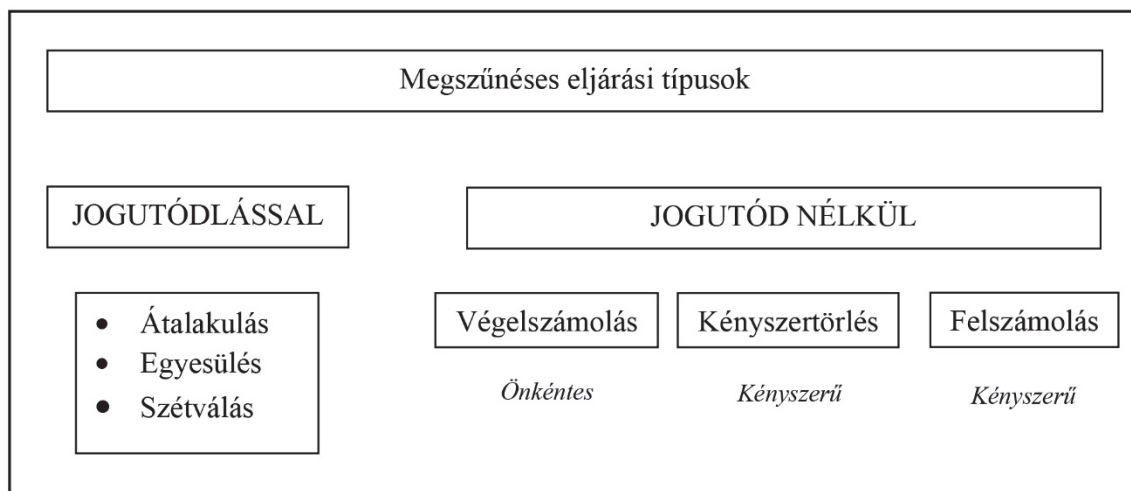 Megszűnéses eljárási típusok
JOGUTÓDLÁSSAL
JOGUTÓD NÉLKÜL
• Átalakulás
• Egyesülés
• Szétválás
Végelszámolás
Kényszertörlés
Felszámolás
Önkéntes
Kényszerű
Kényszerű